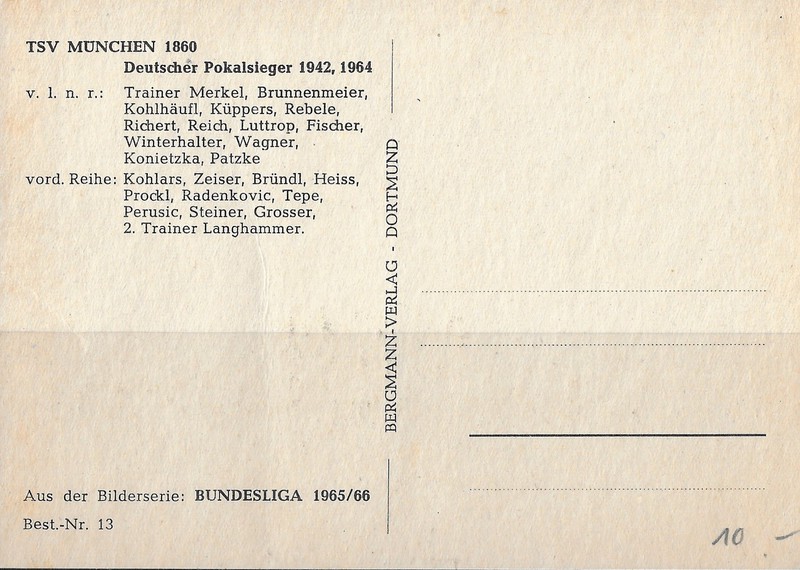 TSV MÜNCHEN 1860
Deutscher Pokalsieger 1942, 1964
v. l. n. r.: Trainer Merkel, Brunnenmeier,
Kohlhäufl, Küppers, Rebele,
Richert, Reich, Luttrop, Fischer,
Winterhalter, Wagner,
Konietzka, Patzke
vord. Reihe: Kohlars, Zeiser, Bründl, Heiss,
Prockl, Radenkovic, Tepe,
Perusic, Steiner, Grosser,
2. Trainer Langhammer.
Aus der Bilderserie: BUNDESLIGA 1965/66
Best.-Nr. 13
BERGMANN-VERLAG - DORTMUND
10 -